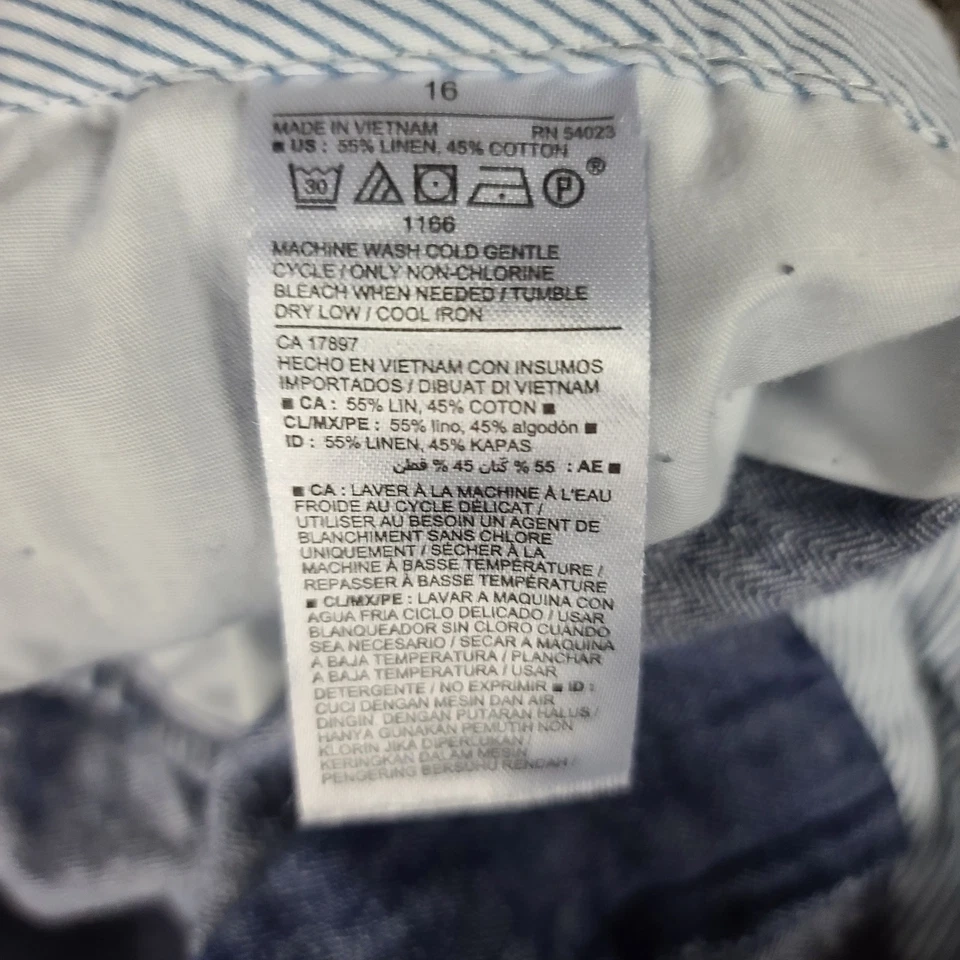 16
MADE IN VIETNAM RN 54023
■ US : 55% LINEN, 45% COTTON
30 P ®
1166
MACHINE WASH COLD GENTLE
CYCLE / ONLY NON-CHLORINE
BLEACH WHEN NEEDED / TUMBLE
DRY LOW / COOL IRON
CA 17897
HECHO EN VIETNAM CON INSUMOS
IMPORTADOS / DIBUAT DI VIETNAM
■ CA : 55% LIN, 45% COTON ■
CL/MX/PE : 55% lino, 45% algodón ■
ID : 55% LINEN, 45% KAPAS
■ AE : 55 % كتان 45 % قطن
■ CA : LAVER À LA MACHINE À L'EAU
FROIDE AU CYCLE DÉLICAT /
UTILISER AU BESOIN UN AGENT DE
BLANCHIMENT SANS CHLORE
UNIQUEMENT / SÉCHER À LA
MACHINE À BASSE TEMPÉRATURE /
REPASSER À BASSE TEMPÉRATURE
■ CL/MX/PE : LAVAR A MAQUINA CON
AGUA FRIA CICLO DELICADO / USAR
BLANQUEADOR SIN CLORO CUANDO
SEA NECESARIO / SECAR A MAQUINA
A BAJA TEMPERATURA / PLANCHAR
A BAJA TEMPERATURA / USAR
DETERGENTE / NO EXPRIMIR ■ ID :
CUCI DENGAN MESIN DAN AIR
DINGIN DENGAN PUTARAN HALUS /
HANYA GUNAKAN PEMUTIH NON
KLORIN JIKA DIPERLUKAN /
KERINGKAN DALAM MESIN
PENGERING BERSUHU RENDAH /